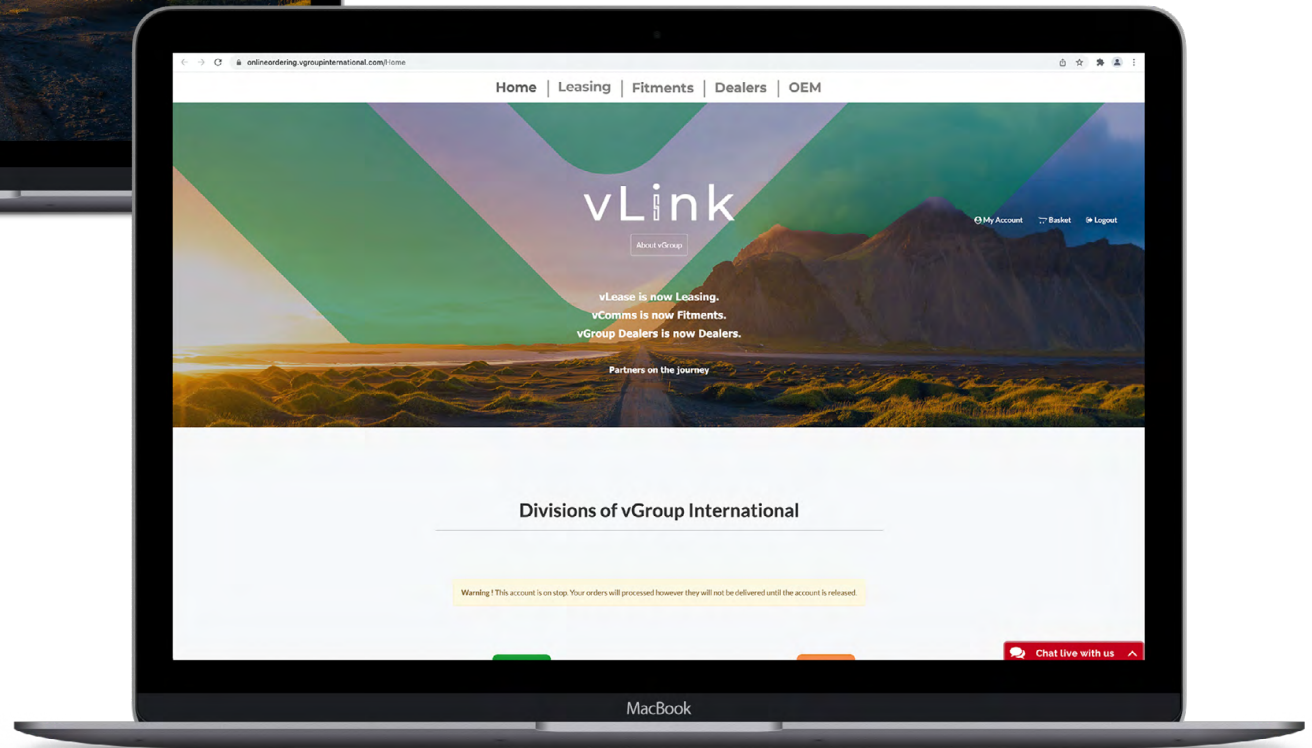 onlineordering.vgroupinternational.com/Home
Home | Leasing | Fitments | Dealers | OEM
vLink
My Account Basket Logout
About vGroup
vLease is now Leasing.
vComms is now Fitments.
vGroup Dealers is now Dealers.
Partners on the journey
Divisions of vGroup International
Warning ! This account is on stop. Your orders will processed however they will not be delivered until the account is released.
Chat live with us
MacBook